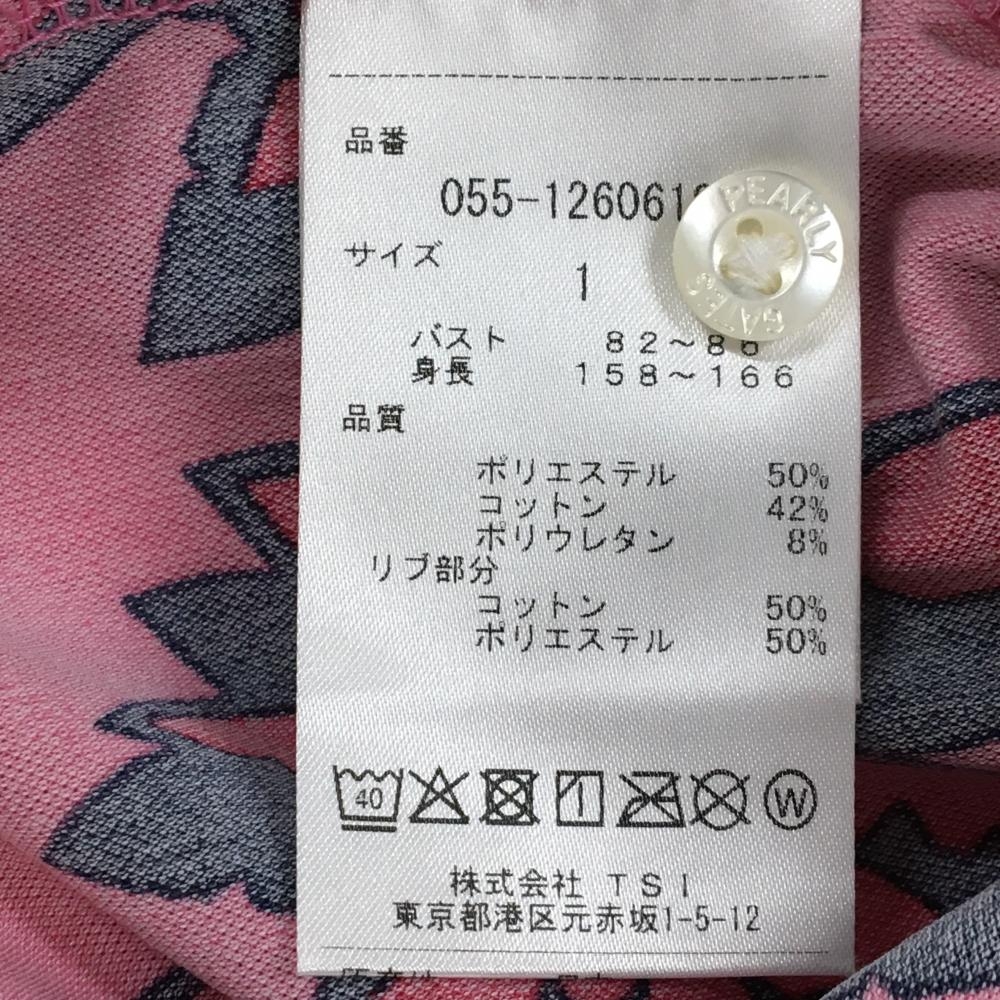 品番
055-126061
PEARLY
GATES
サイズ
1
バスト 82~86
身長 158~166
品質
ポリエステル 50%
コットン 42%
ポリウレタン 8%
リブ部分
コットン 50%
ポリエステル 50%
40
W
株式会社 TSI
東京都港区元赤坂1-5-12